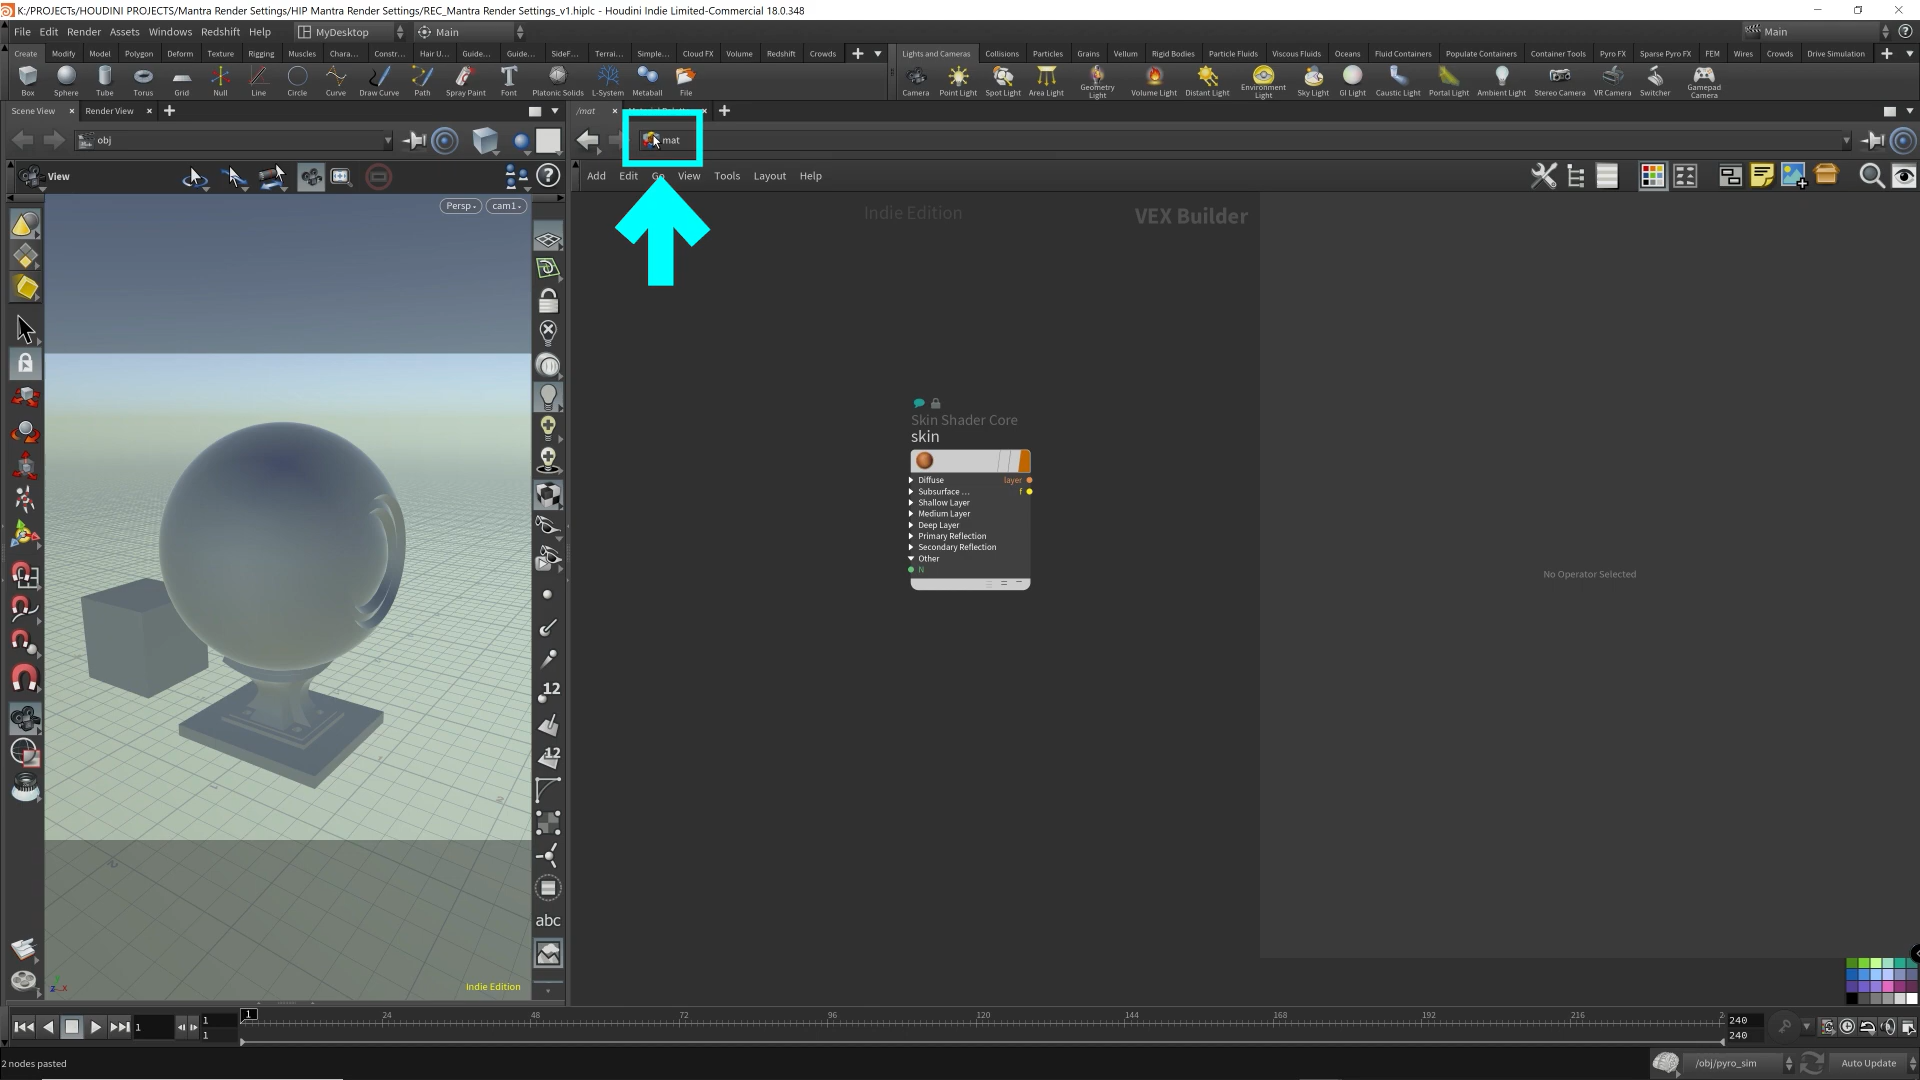 K:/PROJECTs/HOUDINI PROJECTS/Mantra Render Settings/HIP Mantra Render Settings/REC_Mantra Render Settings_v1.hiplc - Houdini Indie Limited-Commercial 18.0.348
File Edit Render Assets Windows Redshift Help MyDesktop Main Main
Create Modify Model Polygon Deform Texture Rigging Muscles Chara... Constr... Hair U... Guide... Guide... SideF... Terrai... Simple... Cloud FX Volume Redshift Crowds
Lights and Cameras Collisions Particles Grains Vellum Rigid Bodies Particle Fluids Viscous Fluids Oceans Fluid Containers Populate Containers Container Tools Pyro FX Sparse Pyro FX FEM Wires Crowds Drive Simulation
Box Sphere Tube Torus Grid Null Line Circle Curve Draw Curve Path Spray Paint Font Platonic Solids L-System Metaball File
Camera Point Light Spot Light Area Light Geometry Light Volume Light Distant Light Environment Light Sky Light GI Light Caustic Light Portal Light Ambient Light Stereo Camera VR Camera Switcher Gamepad Camera
Scene View Render View /mat
obj mat
View
Add Edit Go View Tools Layout Help
Persp cam1
Indie Edition VEX Builder
Skin Shader Core
skin
Diffuse layer
Subsurface ... f
Shallow Layer
Medium Layer
Deep Layer
Primary Reflection
Secondary Reflection
Other
N
No Operator Selected
12
12
abc
Indie Edition
1 1 1
1 24 48 72 96 120 144 168 192 216 2
240
240
2 nodes pasted
/obj/pyro_sim Auto Update